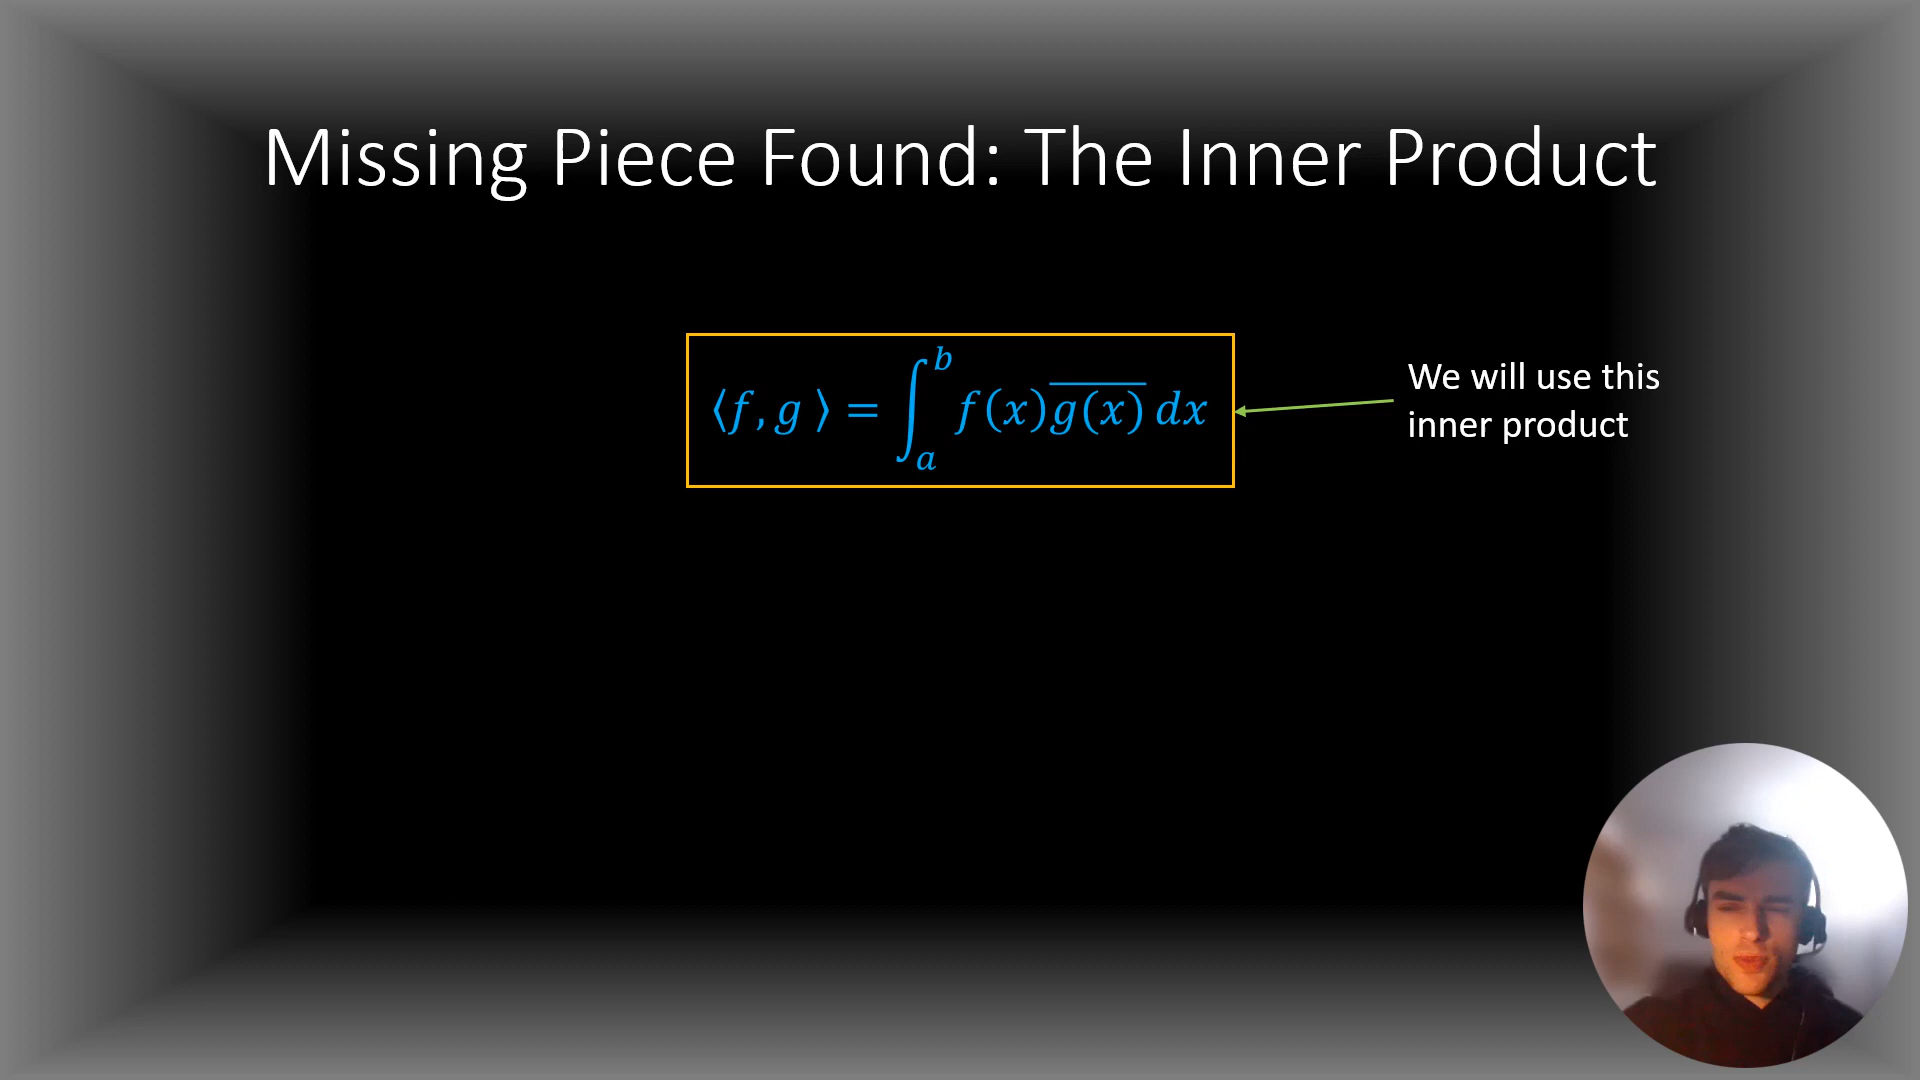 Missing Piece Found: The Inner Product
⟨f, g⟩ = ∫_a^b f(x)\overline{g(x)} dx
We will use this
inner product